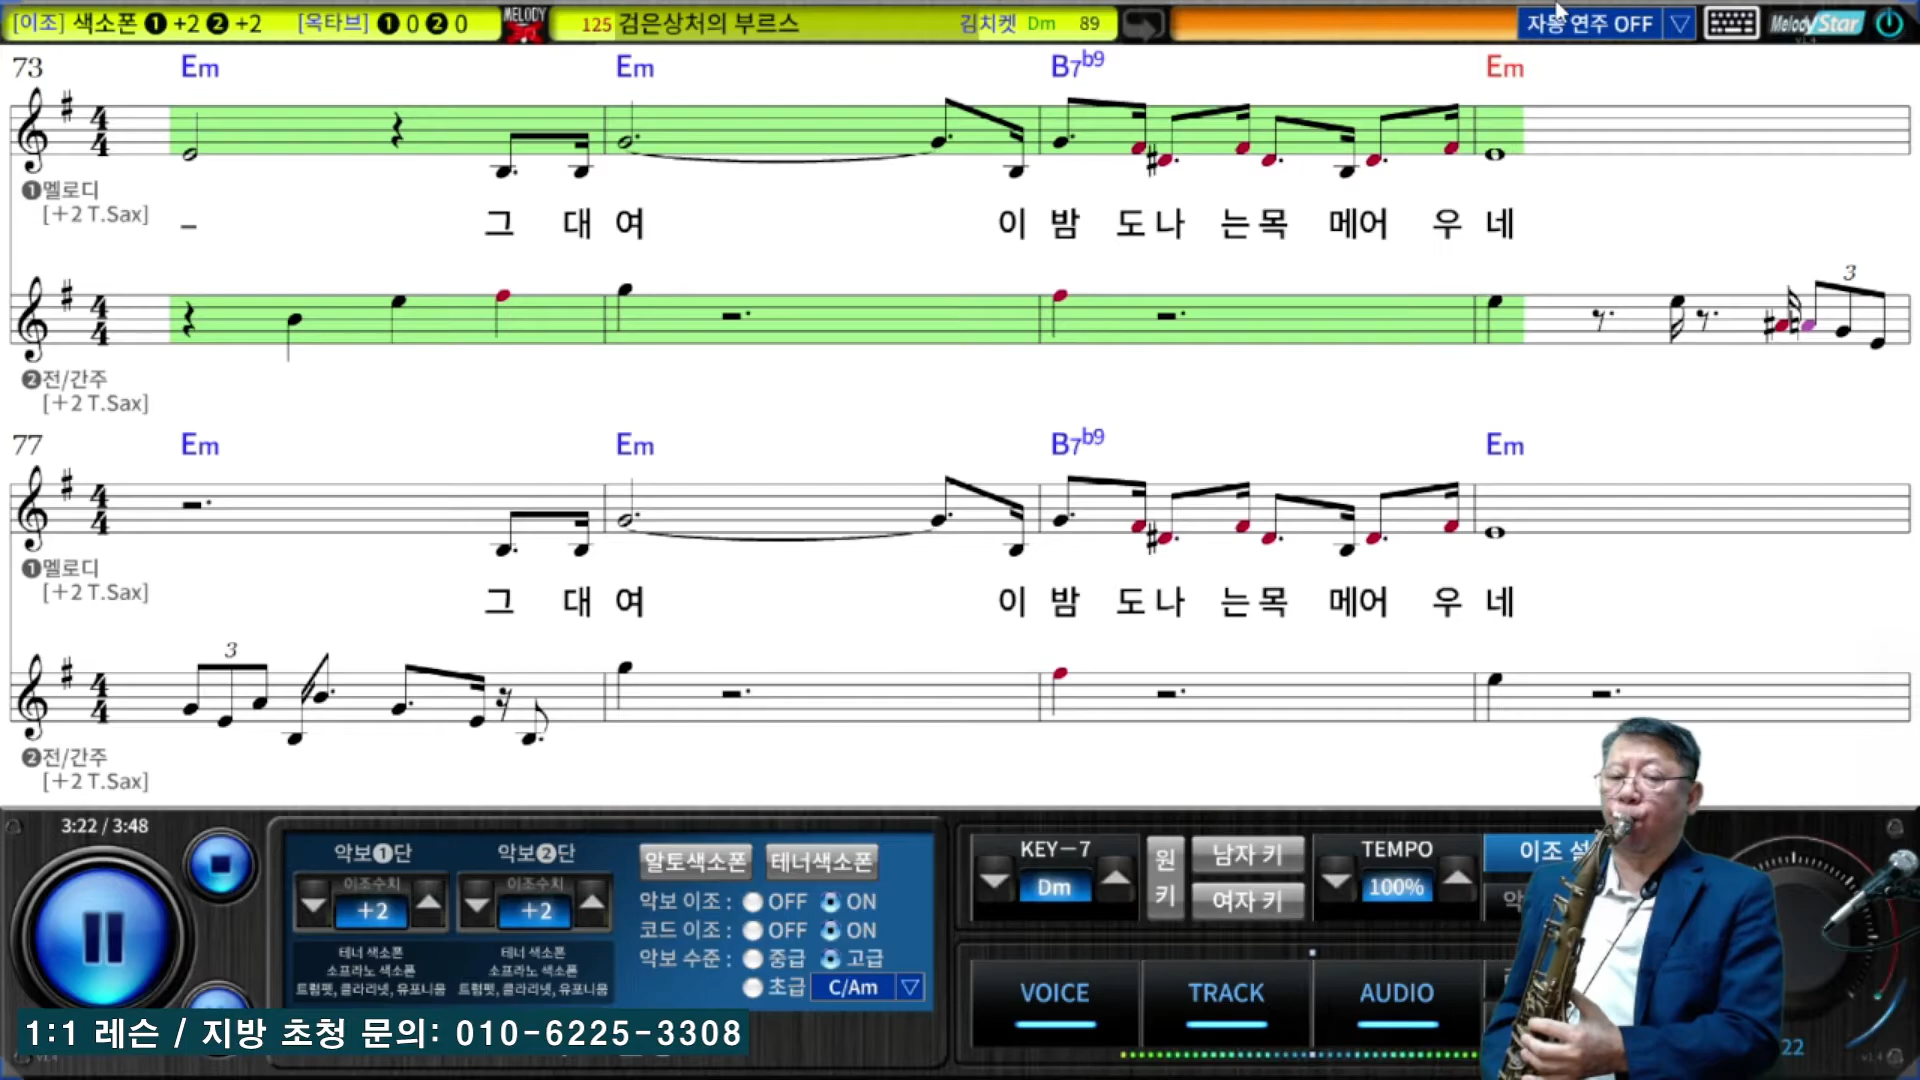 [이조] 색소폰 ❶ +2 ❷ +2 [옥타브] ❶ 0 ❷ 0 MELODY 125 검은상처의 부르스 김치켓 Dm 89 자동 연주 OFF MelodyStar
73 Em Em B7b9 Em
❶멜로디
[+2 T.Sax]
– 그 대 여 이 밤 도 나 는 목 메 어 우 네
3
❷전/간주
[+2 T.Sax]
77 Em Em B7b9 Em
❶멜로디
[+2 T.Sax]
그 대 여 이 밤 도 나 는 목 메 어 우 네
3
❷전/간주
[+2 T.Sax]
3:22 / 3:48
악보❶단 악보❷단
이조수치 이조수치
+2 +2
테너 색소폰 테너 색소폰
소프라노 색소폰 소프라노 색소폰
트럼펫, 클라리넷, 유포니움 트럼펫, 클라리넷, 유포니움
알토색소폰 테너색소폰
악보 이조 : OFF ON
코드 이조 : OFF ON
악보 수준 : 중급 고급
초급 C/Am
KEY-7
Dm
원키 남자 키
여자 키
TEMPO
100%
이조 설
악
VOICE TRACK AUDIO
22
1:1 레슨 / 지방 초청 문의: 010-6225-3308